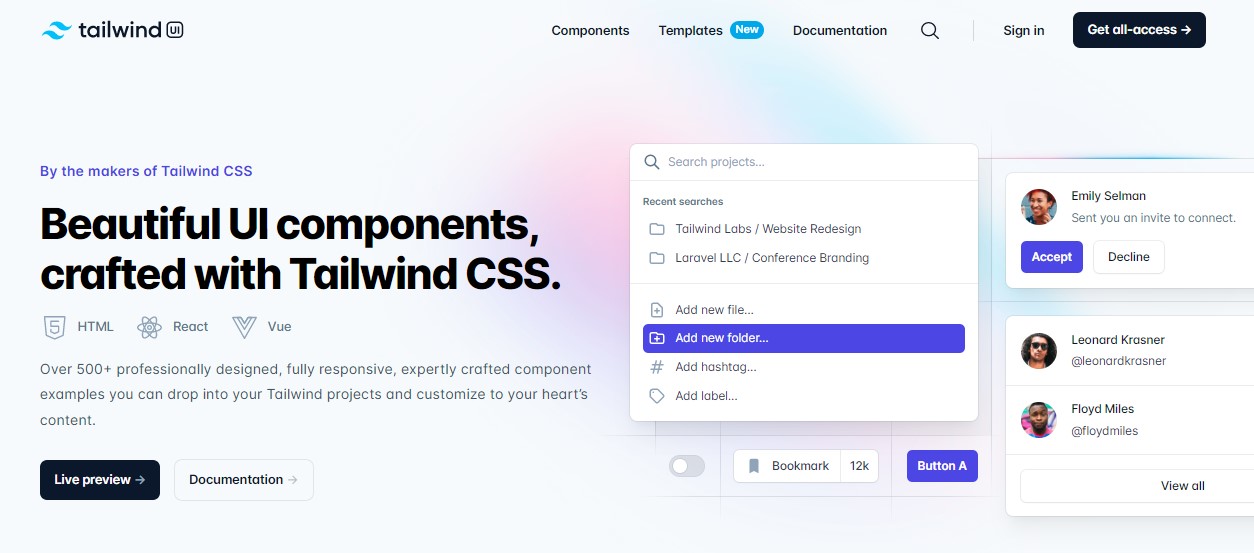 tailwind UI
Components
Templates New
Documentation
Sign in
Get all-access →
By the makers of Tailwind CSS
Beautiful UI components,
crafted with Tailwind CSS.
HTML
React
Vue
Over 500+ professionally designed, fully responsive, expertly crafted component
examples you can drop into your Tailwind projects and customize to your heart's
content.
Live preview →
Documentation →
Search projects...
Recent searches
Tailwind Labs / Website Redesign
Laravel LLC / Conference Branding
Add new file...
Add new folder...
Add hashtag...
Add label...
Bookmark
12k
Button A
Emily Selman
Sent you an invite to connect.
Accept
Decline
Leonard Krasner
@leonardkrasner
Floyd Miles
@floydmiles
View all